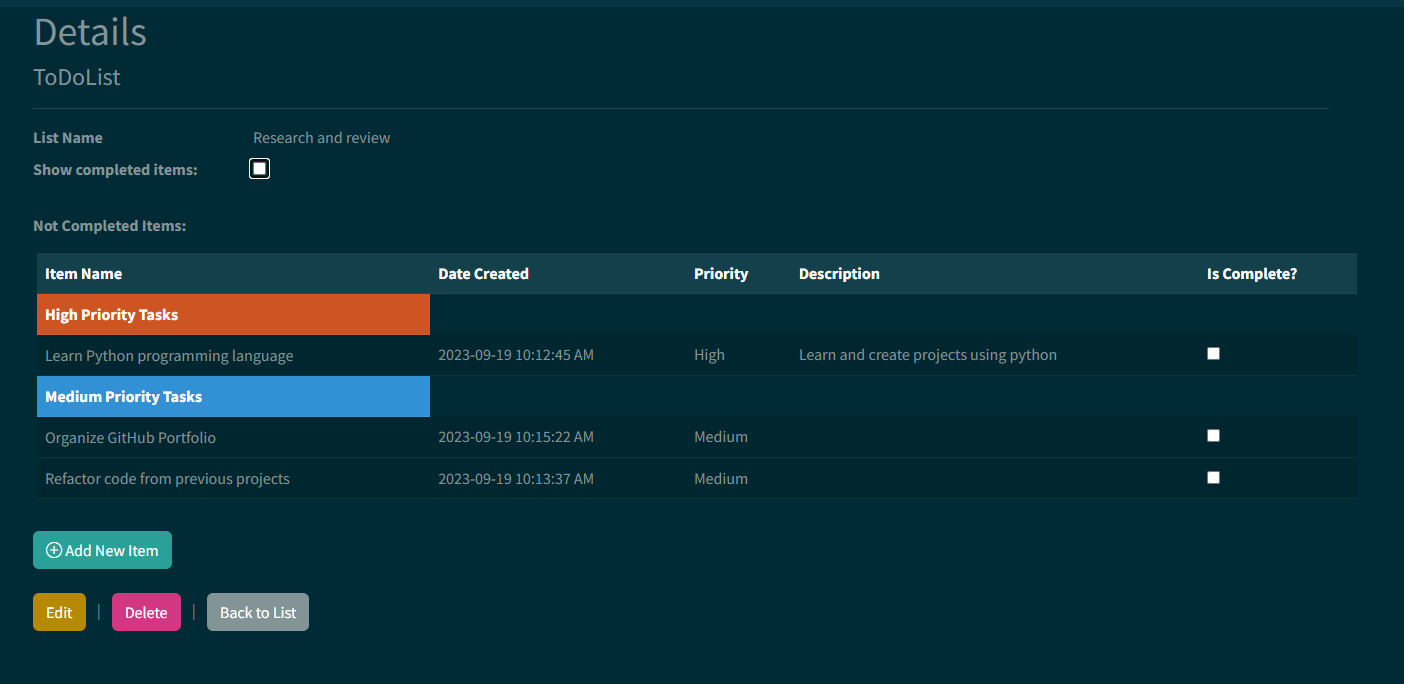 Details
ToDoList
List Name Research and review
Show completed items:
Not Completed Items:
Item Name Date Created Priority Description Is Complete?
High Priority Tasks
Learn Python programming language 2023-09-19 10:12:45 AM High Learn and create projects using python
Medium Priority Tasks
Organize GitHub Portfolio 2023-09-19 10:15:22 AM Medium
Refactor code from previous projects 2023-09-19 10:13:37 AM Medium
Add New Item
Edit | Delete | Back to List